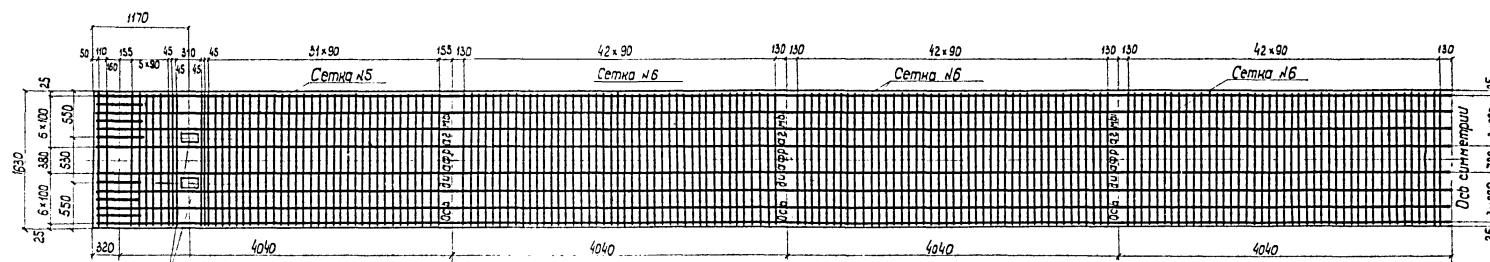 1170
50 110 160 155 5×90 45 45 310 45 45 31×90 155 130 42×90 130 130 42×90 130 130 42×90 130
Сетка №5 Сетка №6 Сетка №6 Сетка №6
25 6×100 380 6×100 25
1630
550 530 550
Ось диафрагмы
Ось диафрагмы
Ось диафрагмы
Ось симметрии
320 4040 4040 4040 4040